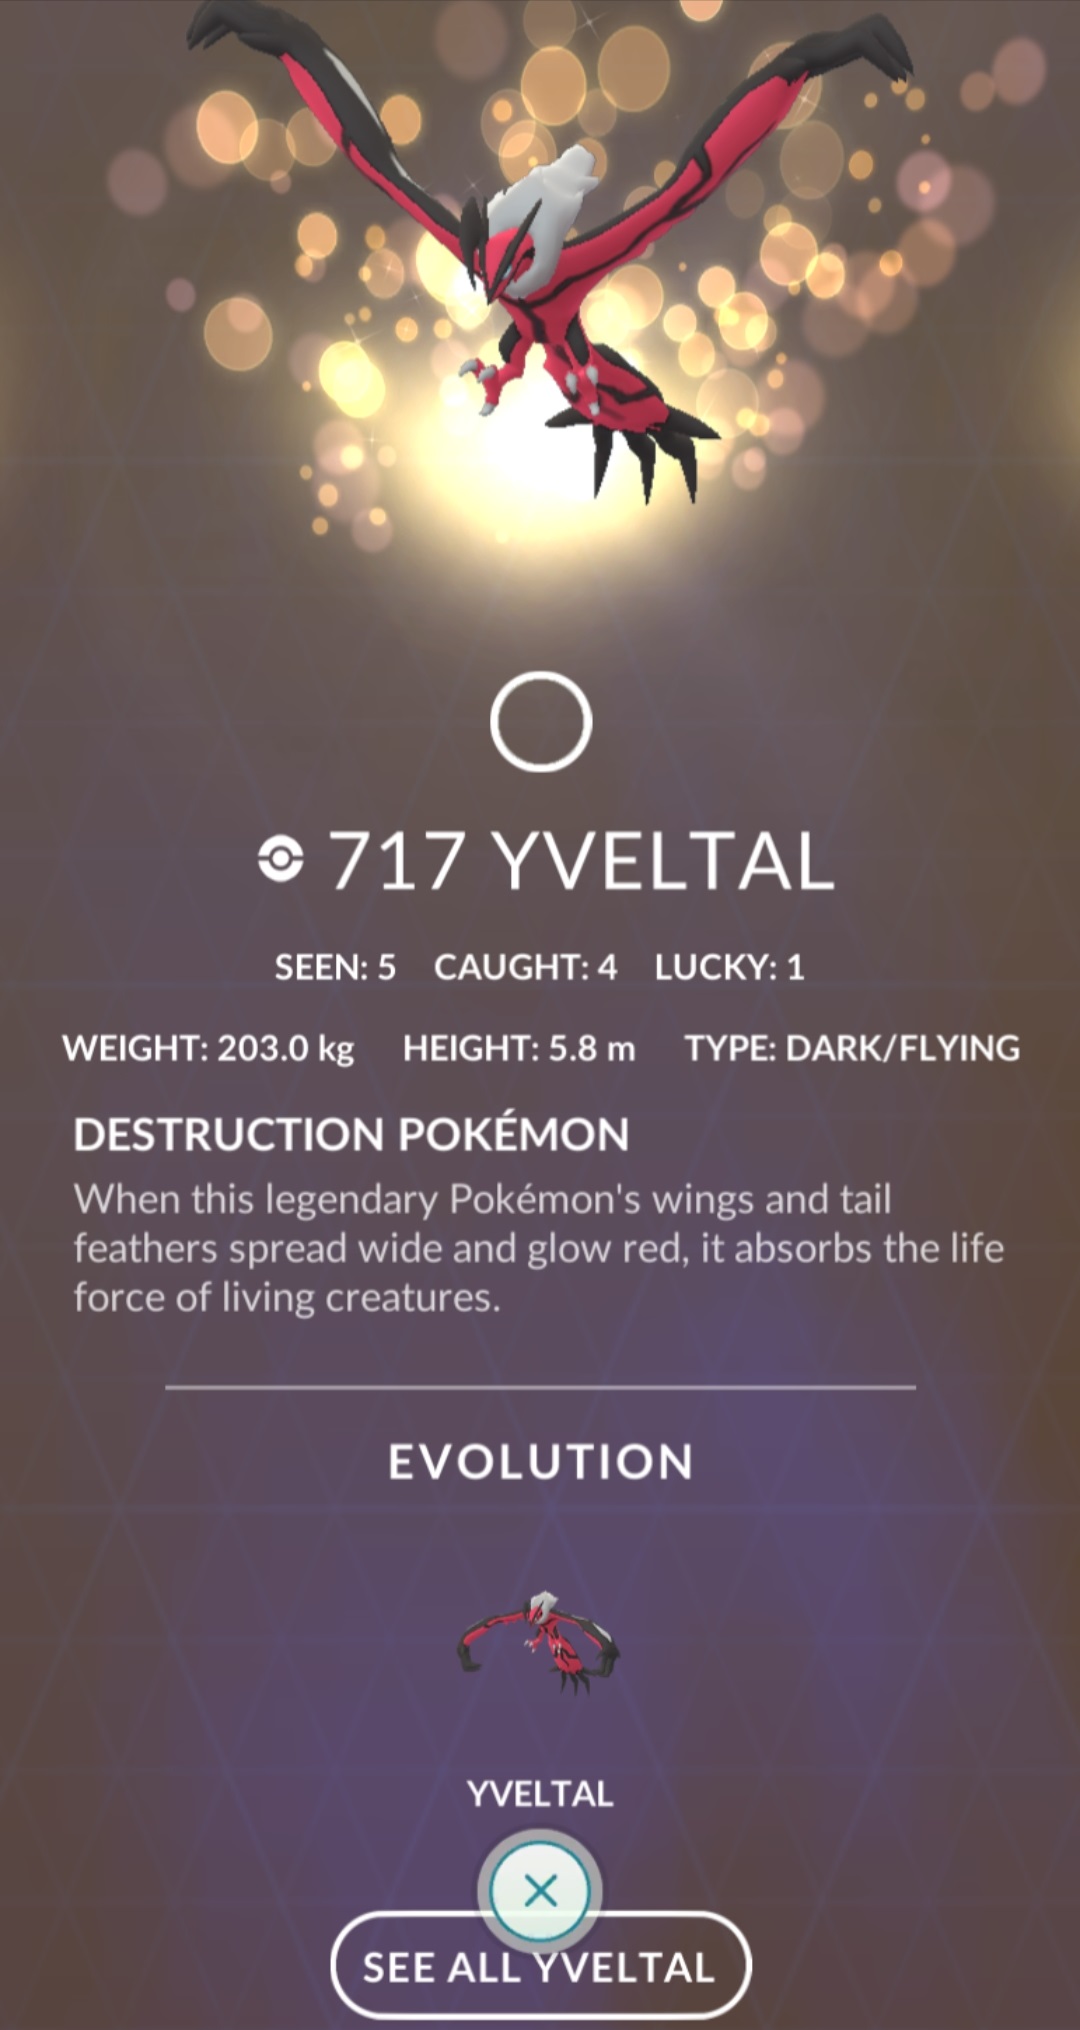 717 YVELTAL
SEEN: 5 CAUGHT: 4 LUCKY: 1
WEIGHT: 203.0 kg HEIGHT: 5.8 m TYPE: DARK/FLYING
DESTRUCTION POKÉMON
When this legendary Pokémon's wings and tail
feathers spread wide and glow red, it absorbs the life
force of living creatures.
EVOLUTION
YVELTAL
SEE ALL YVELTAL